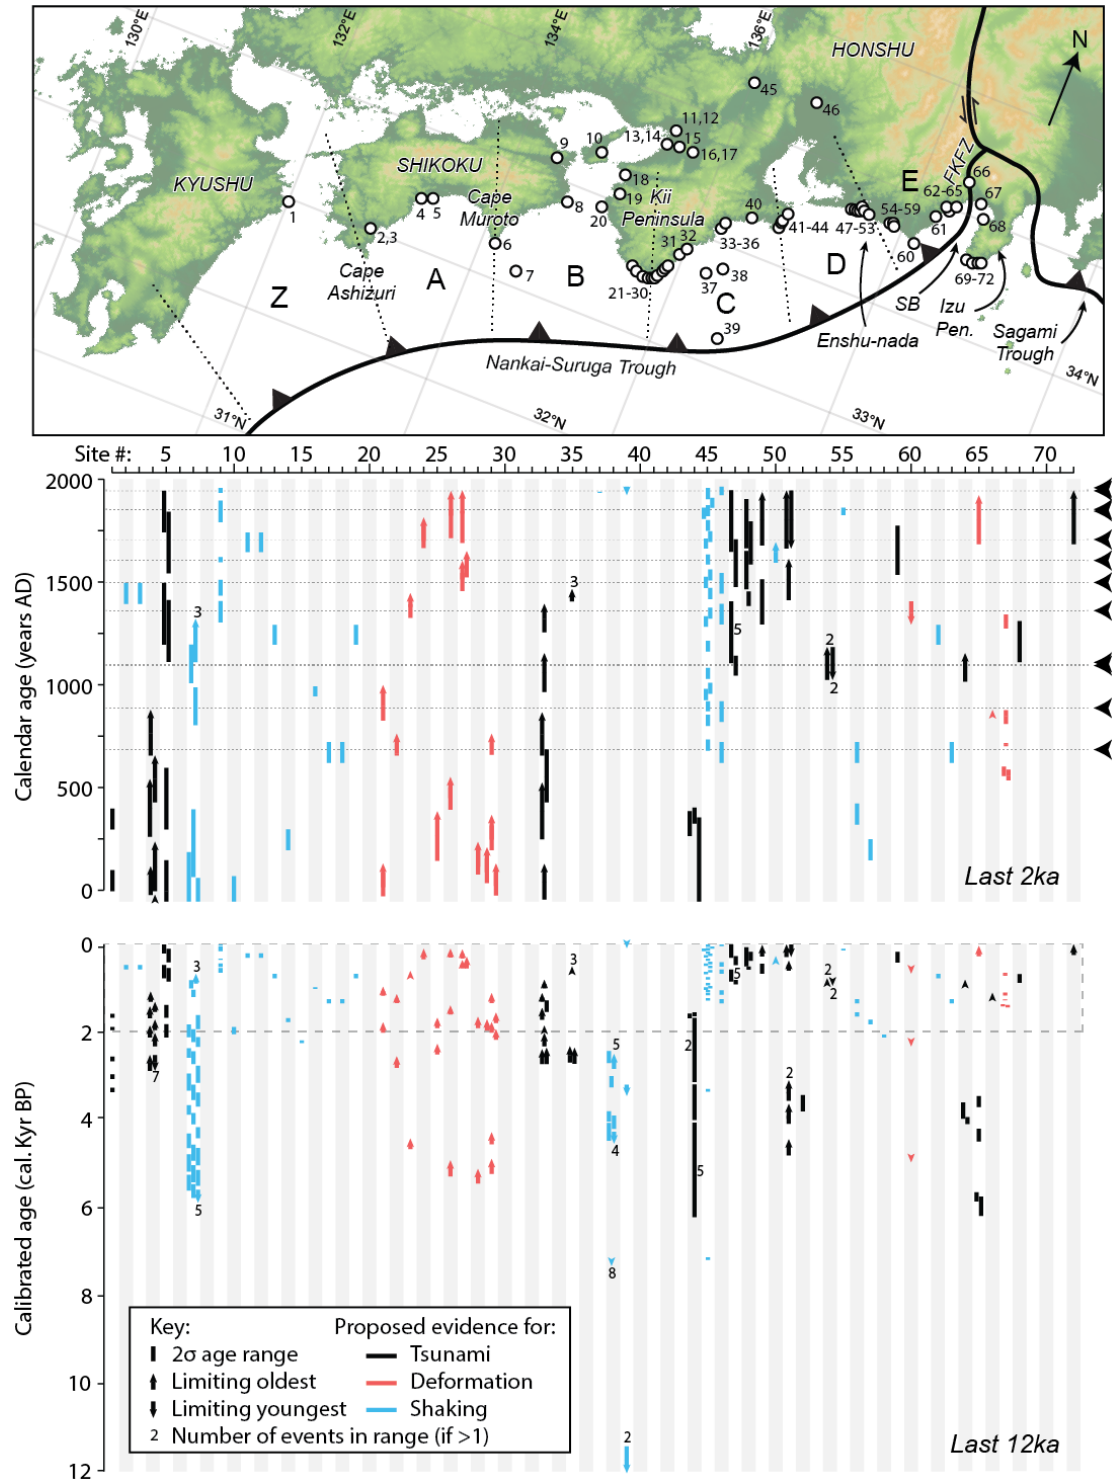 130°E
132°E
134°E
136°E
HONSHU
N
45
46
11,12
13,14
15
16,17
10
9
SHIKOKU
KYUSHU
FKFZ
E
66
62-65
67
1
4 5
Cape
Muroto
8
18
19
20
Kii
Peninsula
40
41-44
47-53
54-59
61
68
2,3
6
31
32
33-36
60
Cape
Ashizuri
Z
A
7
B
21-30
37
38
C
D
69-72
39
SB
Izu
Pen.
Enshu-nada
Sagami
Trough
Nankai-Suruga Trough
31°N
32°N
33°N
34°N
Site #: 5 10 15 20 25 30 35 40 45 50 55 60 65 70
Calendar age (years AD)
2000
1500
1000
500
0
3
3
5
2
2
Last 2ka
Calibrated age (cal. Kyr BP)
0
2
4
6
8
10
12
3
7
5
3
5
4
8
2
2
5
5
2
2
2
Key:
2σ age range
Limiting oldest
Limiting youngest
2 Number of events in range (if >1)
Proposed evidence for:
Tsunami
Deformation
Shaking
Last 12ka